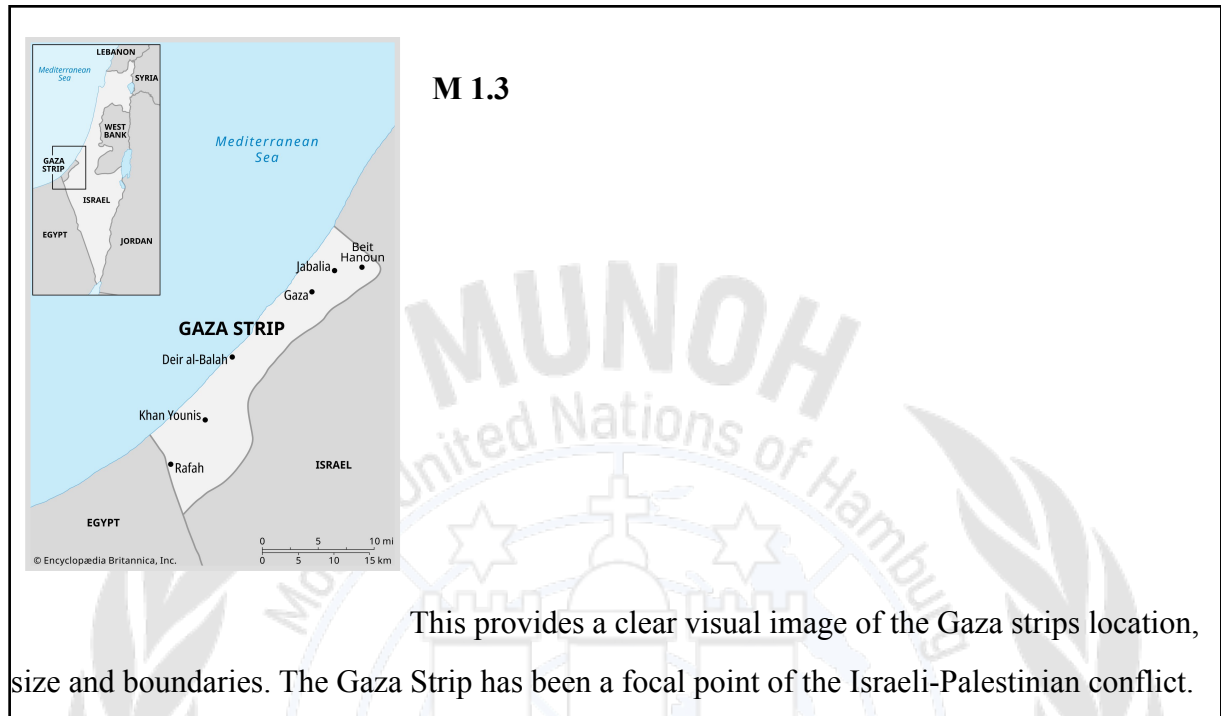 LEBANON
Mediterranean
Sea
SYRIA
WEST
BANK
GAZA
STRIP
ISRAEL
EGYPT
JORDAN
M 1.3
Mediterranean
Sea
Beit
Hanoun
Jabalia
Gaza
GAZA STRIP
Deir al-Balah
Khan Younis
Rafah
ISRAEL
EGYPT
0 5 10 mi
0 5 10 15 km
© Encyclopædia Britannica, Inc.
MUNOH
Model United Nations of Hamburg
This provides a clear visual image of the Gaza strips location,
size and boundaries. The Gaza Strip has been a focal point of the Israeli-Palestinian conflict.